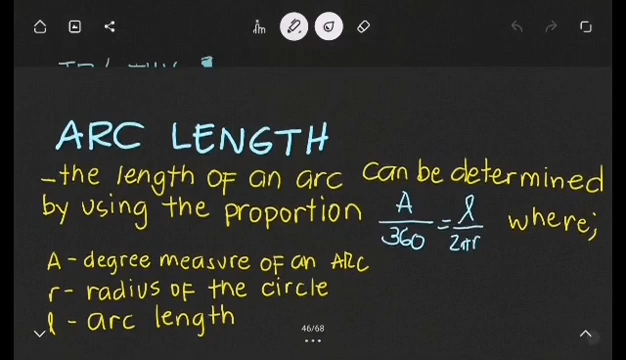 ARC LENGTH
- the length of an arc can be determined
by using the proportion A/360 = l/2πr where;
A - degree measure of an ARC
r - radius of the circle
l - arc length
46/68